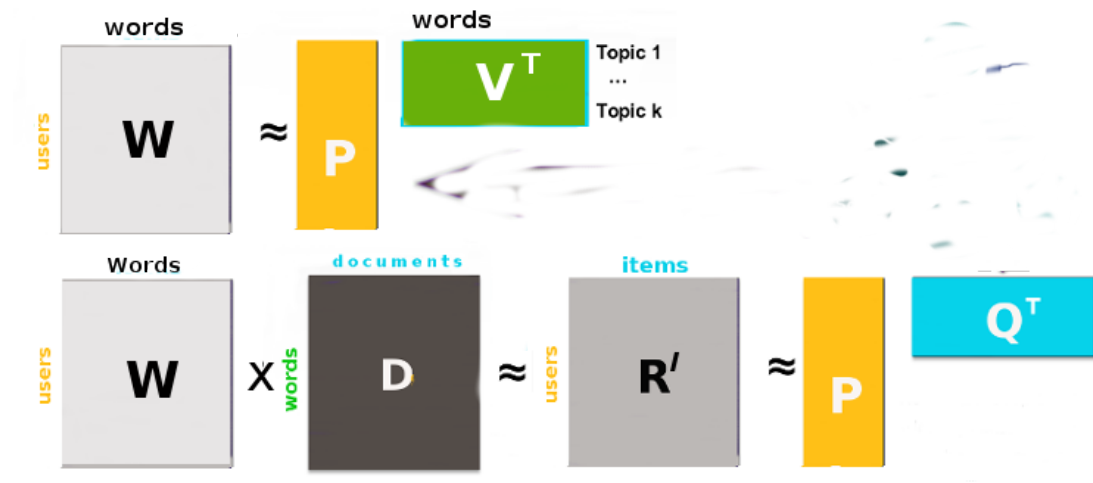 words
words
users
W
≈
P
V^T
Topic 1
...
Topic k
Words
documents
items
users
W
X
words
D
≈
users
R'
≈
P
Q^T